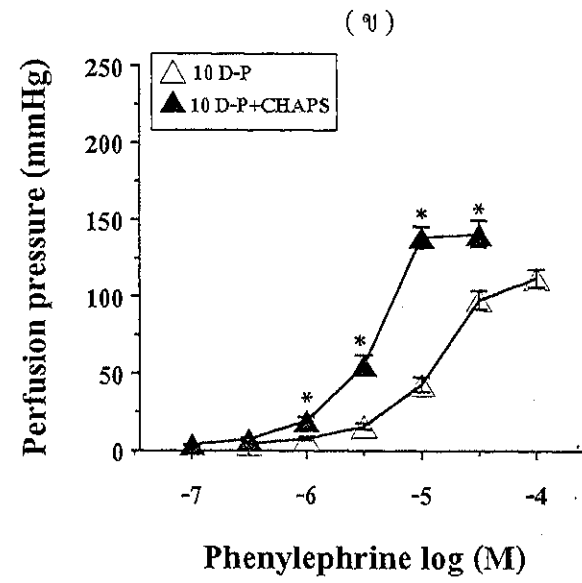 ( ข )
250
200
150
100
50
0
Perfusion pressure (mmHg)
10 D-P
10 D-P+CHAPS
*
*
*
*
-7
-6
-5
-4
Phenylephrine log (M)